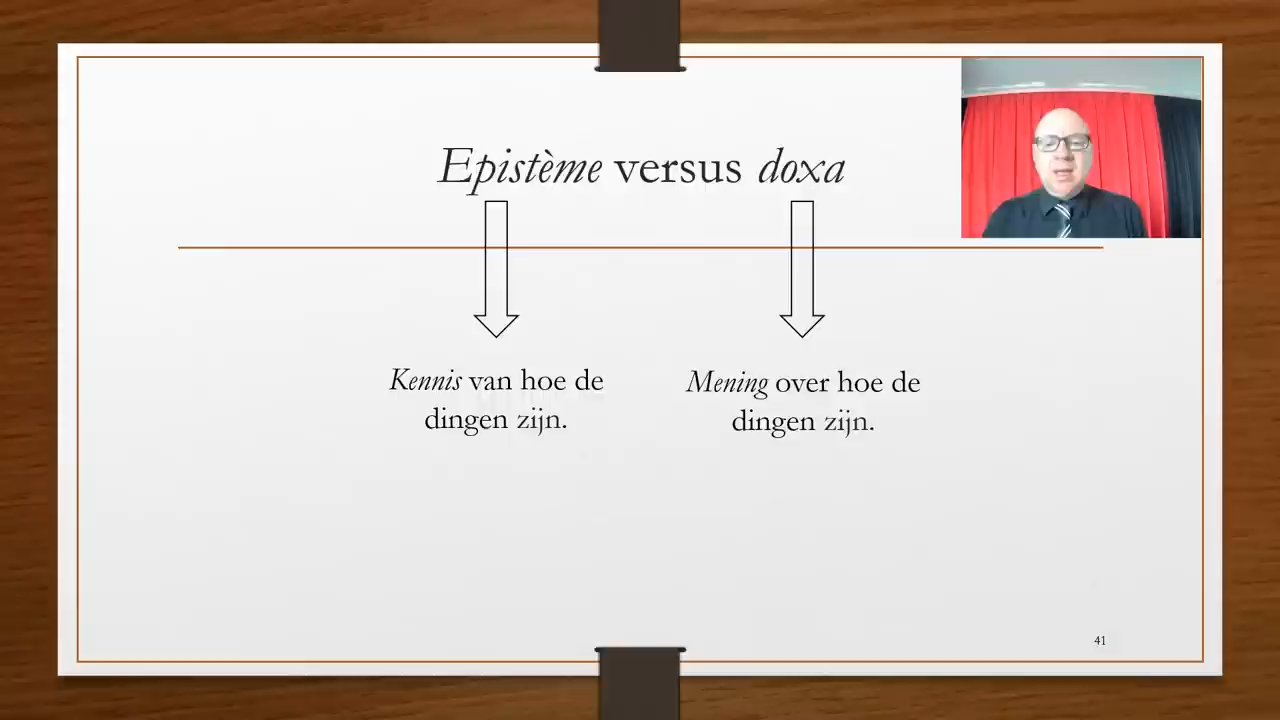 Epistème versus doxa
Kennis van hoe de
dingen zijn.
Mening over hoe de
dingen zijn.
41